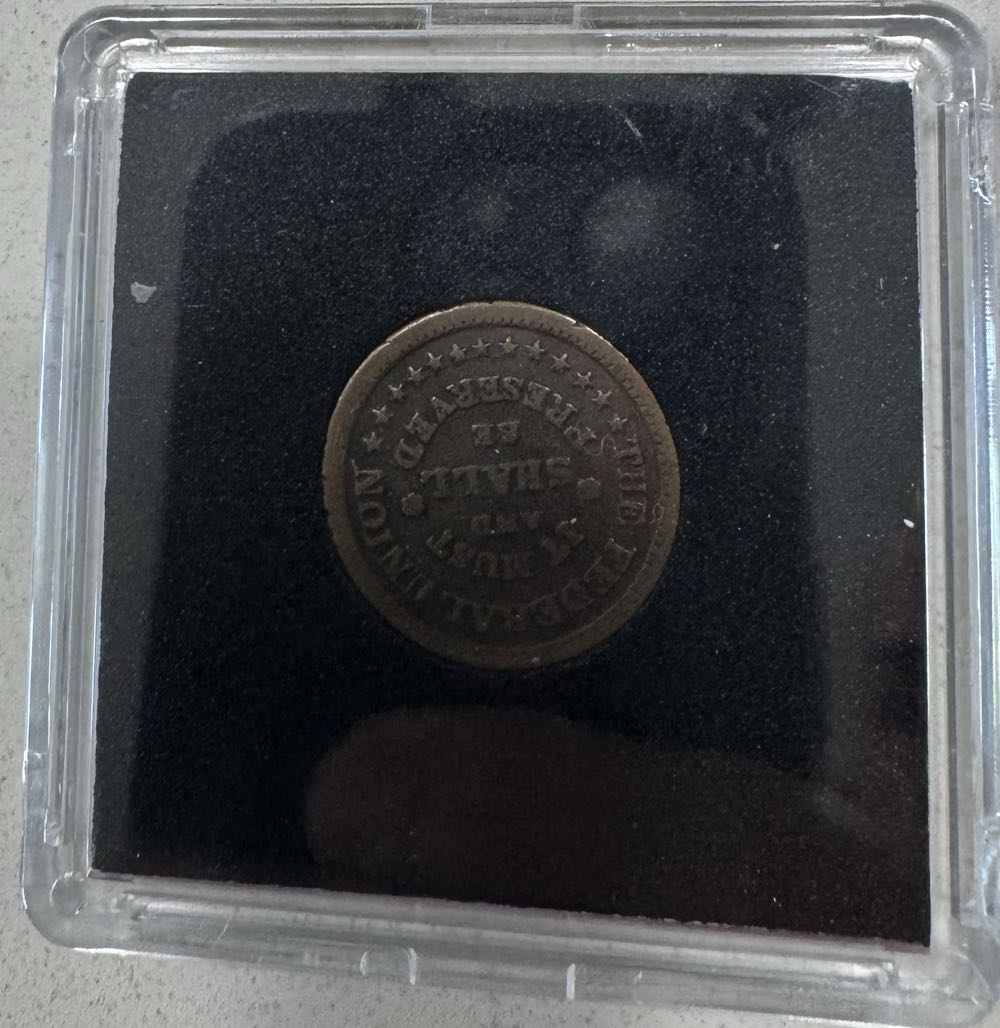 THE FEDERAL UNION
IT MUST
AND
SHALL
BE
PRESERVED